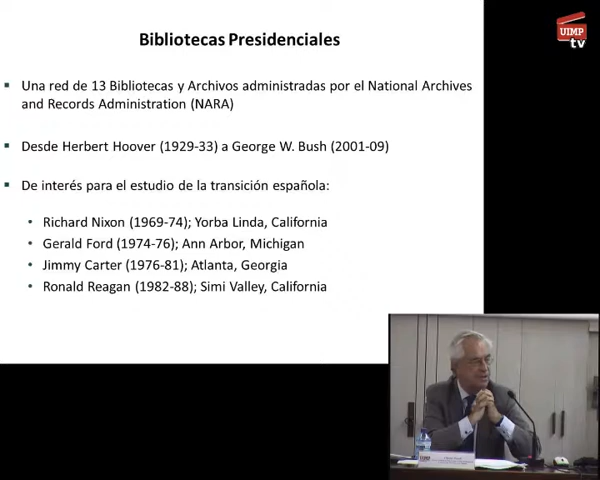 Bibliotecas Presidenciales
UIMP
tv
▪ Una red de 13 Bibliotecas y Archivos administradas por el National Archives
and Records Administration (NARA)
▪ Desde Herbert Hoover (1929-33) a George W. Bush (2001-09)
▪ De interés para el estudio de la transición española:
• Richard Nixon (1969-74); Yorba Linda, California
• Gerald Ford (1974-76); Ann Arbor, Michigan
• Jimmy Carter (1976-81); Atlanta, Georgia
• Ronald Reagan (1982-88); Simi Valley, California